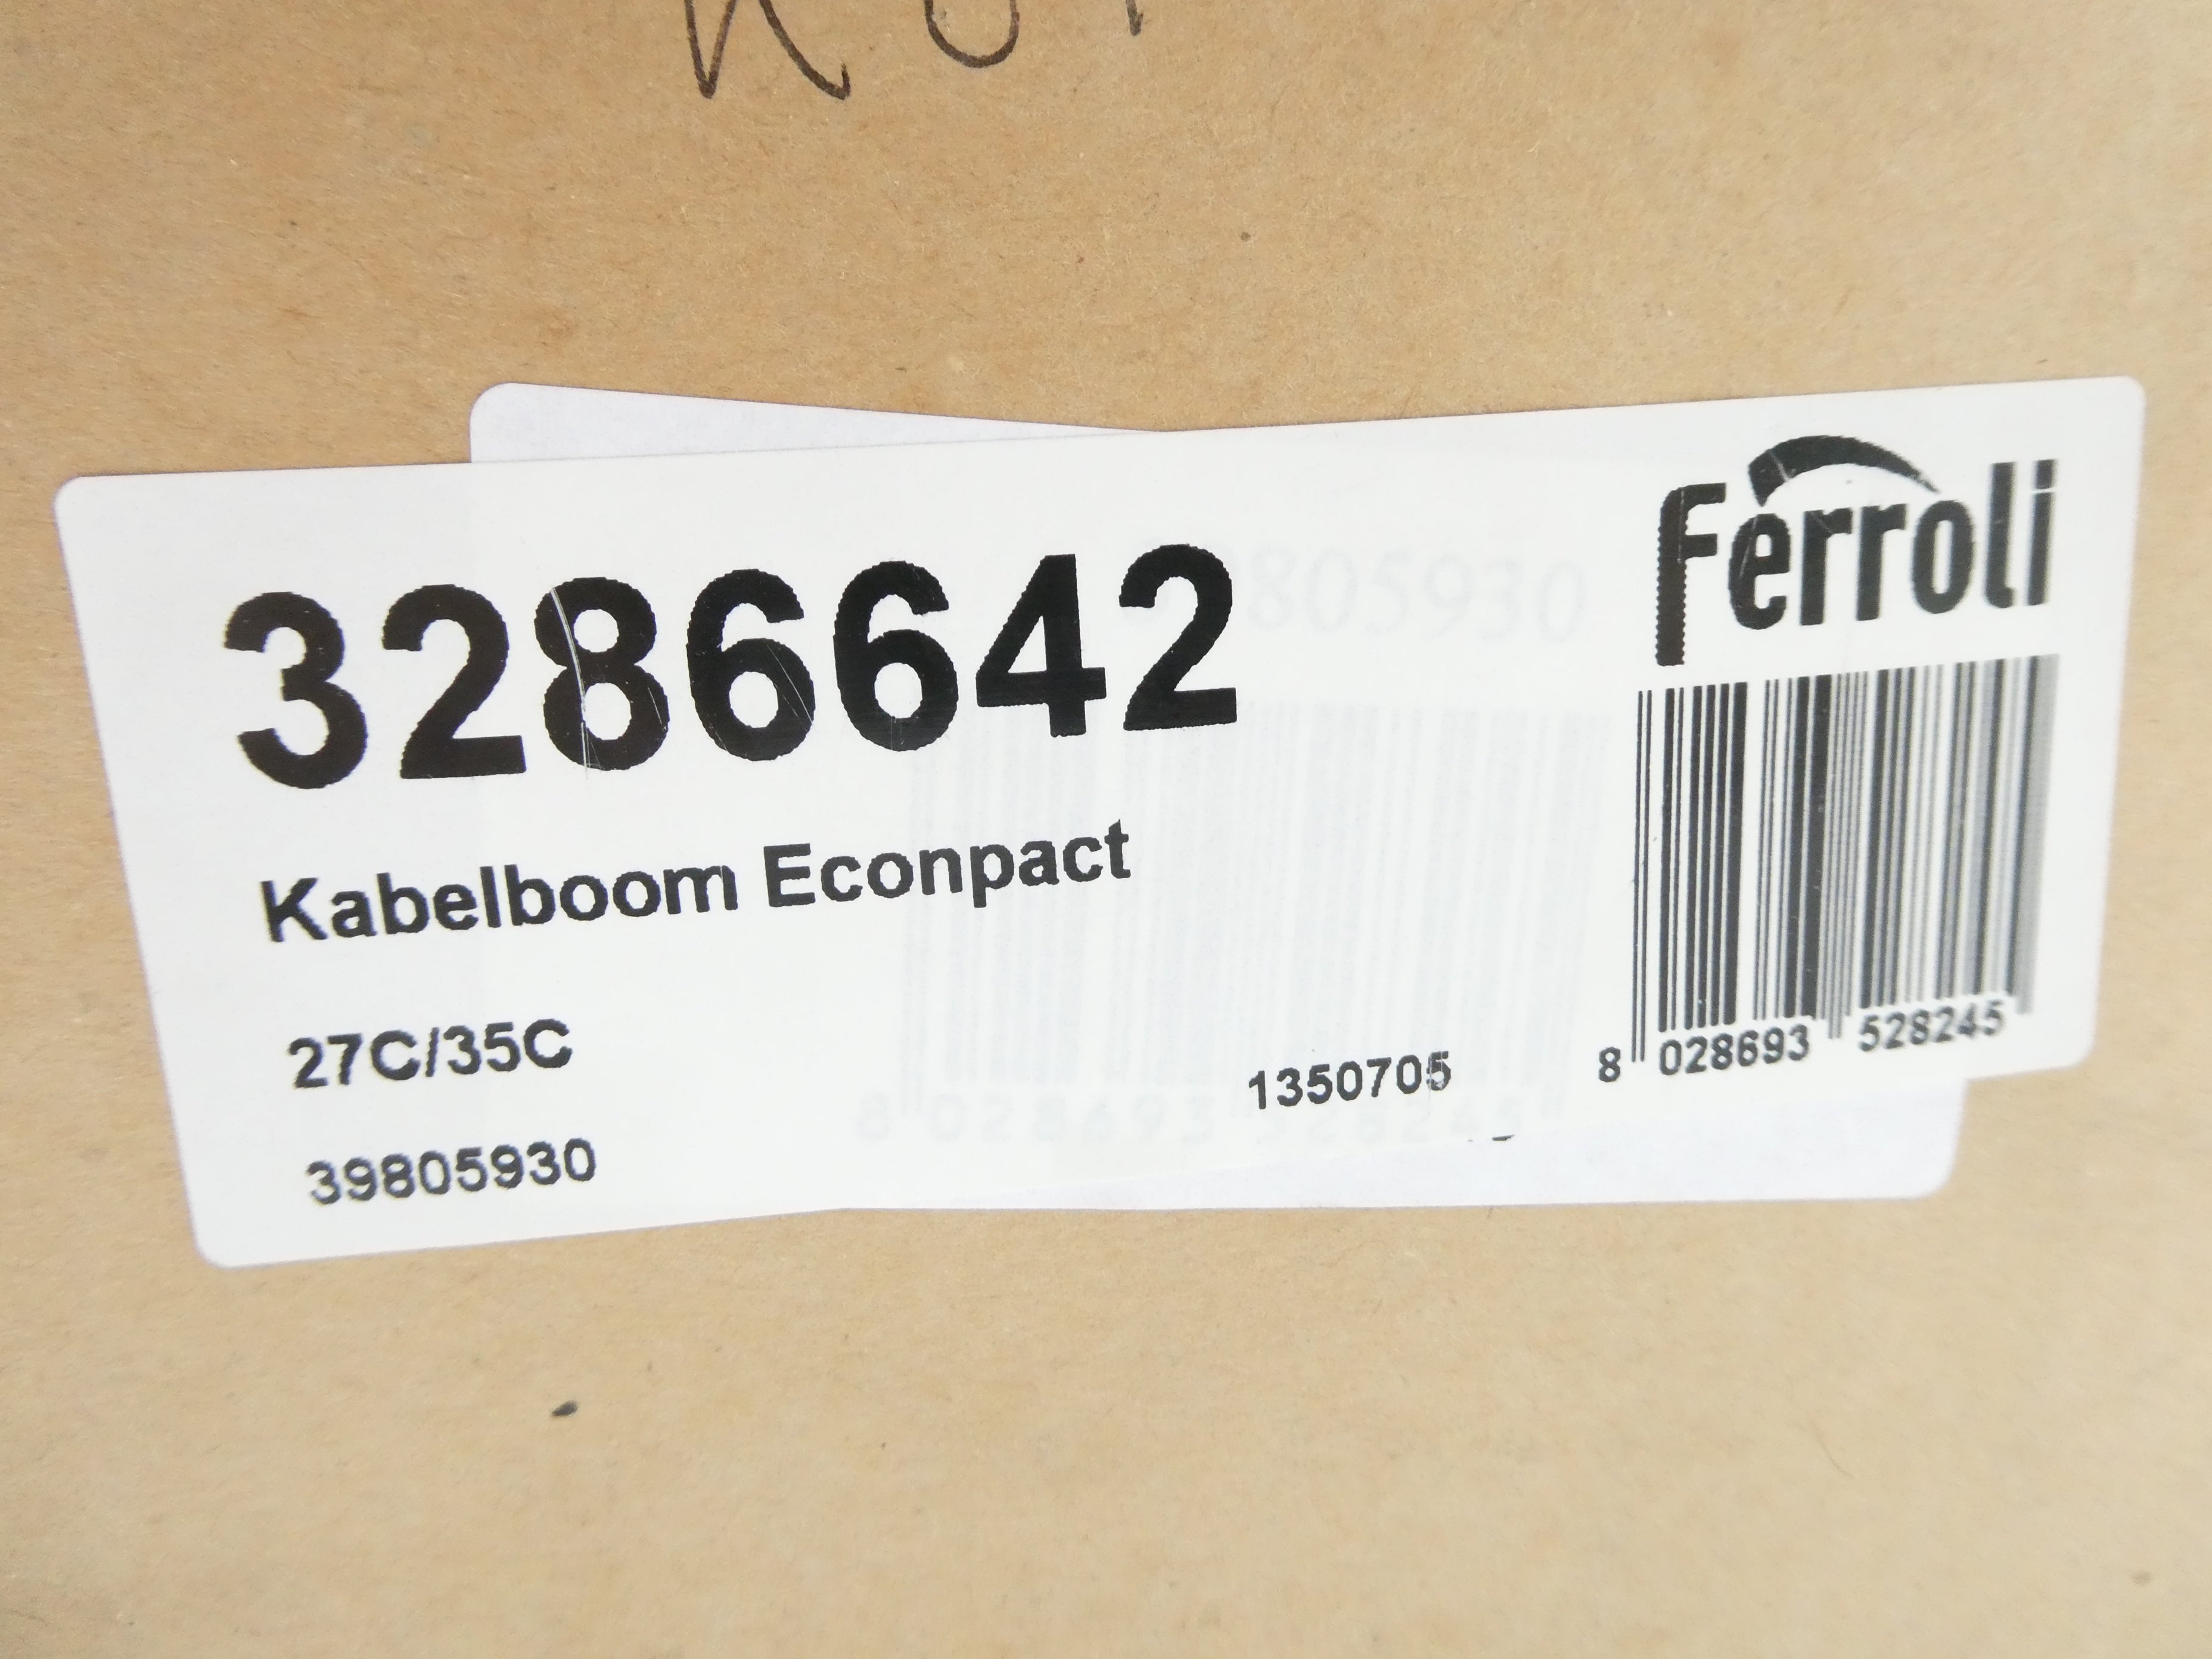 Ferroli
3286642
Kabelboom Econpact
27C/35C
1350705
8 028693 528245
39805930